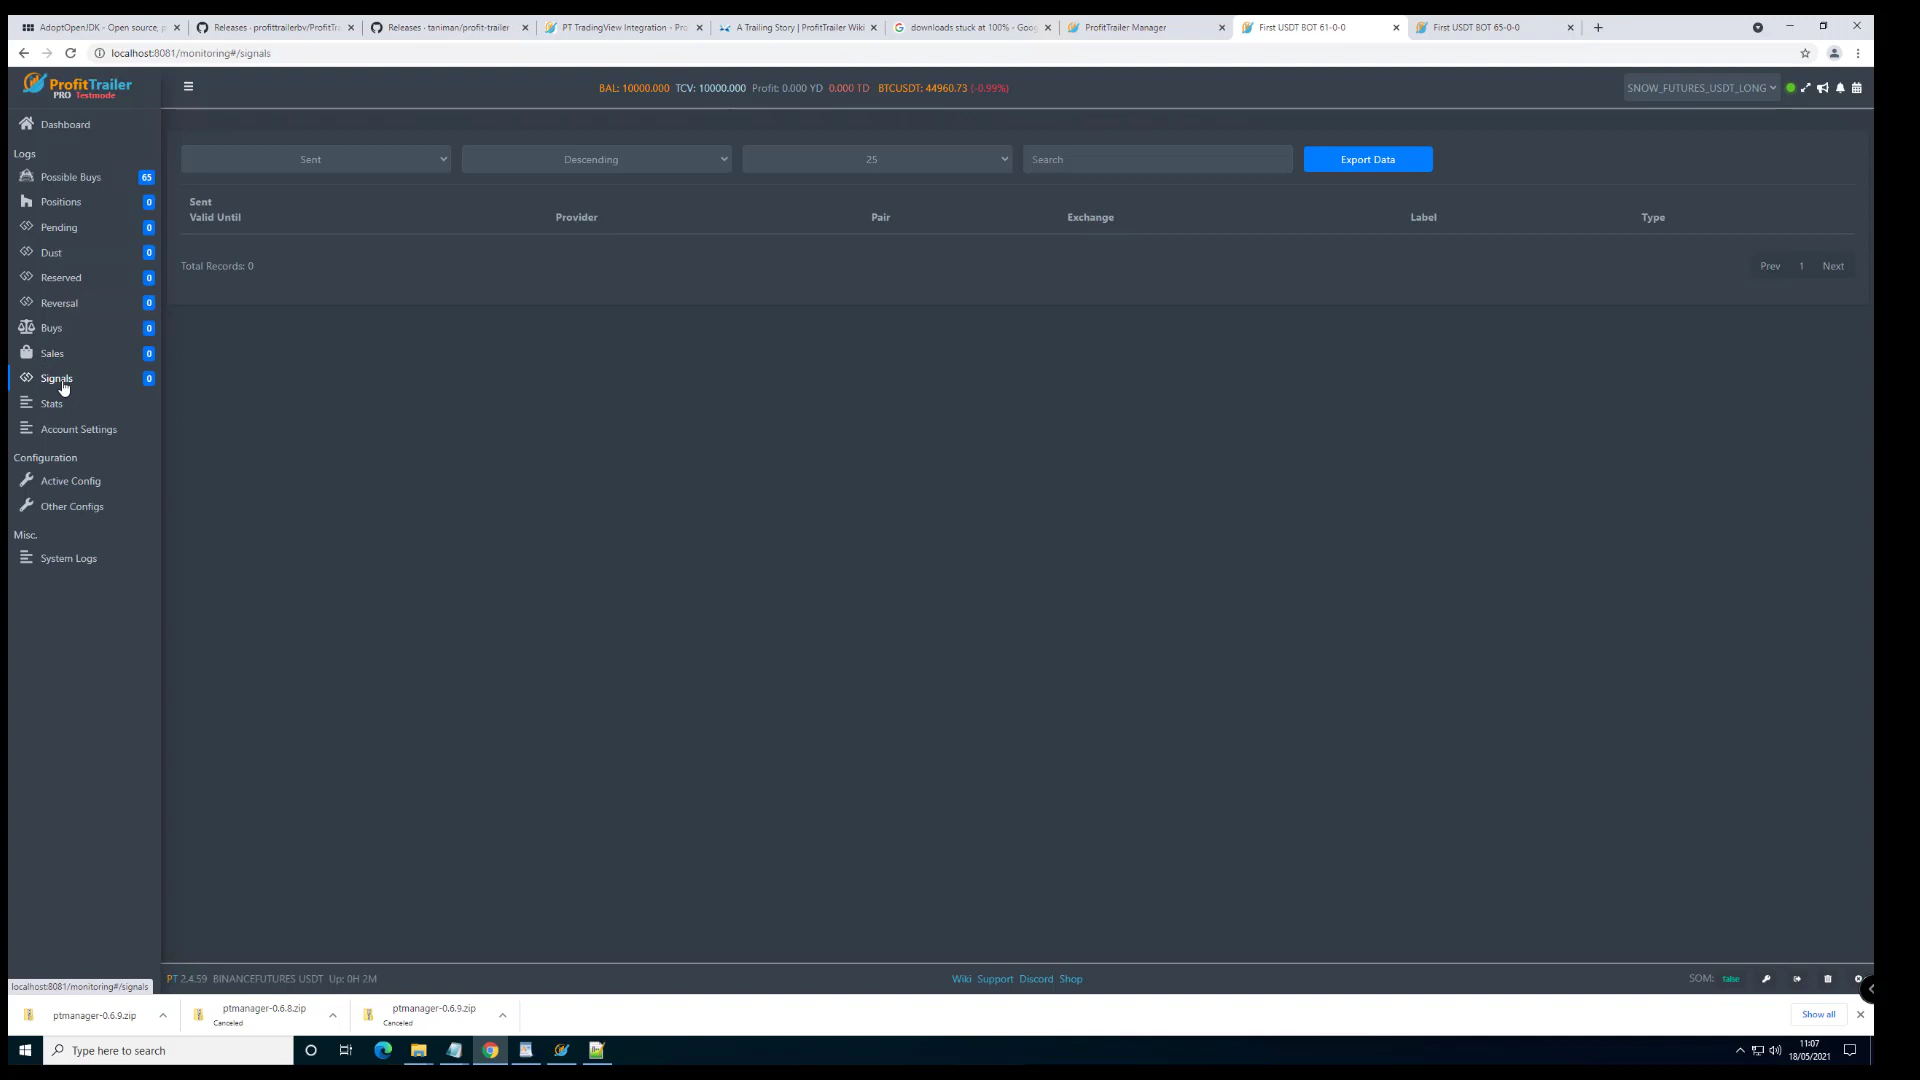 AdoptOpenJDK - Open source, p
Releases · profittrailerbv/ProfitTra
Releases · taniman/profit-trailer
PT TradingView Integration - Pro
A Trailing Story | ProfitTrailer Wiki
downloads stuck at 100% - Goog
ProfitTrailer Manager
First USDT BOT 61-0-0
First USDT BOT 65-0-0
localhost:8081/monitoring#/signals
ProfitTrailer
PRO Testmode
BAL: 10000.000 TCV: 10000.000 Profit: 0.000 YD 0.000 TD BTCUSDT: 44960.73 (-0.99%)
SNOW_FUTURES_USDT_LONG
Dashboard
Logs
Possible Buys 65
Positions 0
Pending 0
Dust 0
Reserved 0
Reversal 0
Buys 0
Sales 0
Signals 0
Stats
Account Settings
Configuration
Active Config
Other Configs
Misc.
System Logs
Sent
Descending
25
Search
Export Data
Sent
Valid Until
Provider
Pair
Exchange
Label
Type
Total Records: 0
Prev 1 Next
PT 2.4.59 BINANCEFUTURES USDT Up: 0H 2M
Wiki Support Discord Shop
SOM: false
localhost:8081/monitoring#/signals
ptmanager-0.6.9.zip
ptmanager-0.6.8.zip
Canceled
ptmanager-0.6.9.zip
Canceled
Show all
Type here to search
11:07
18/05/2021